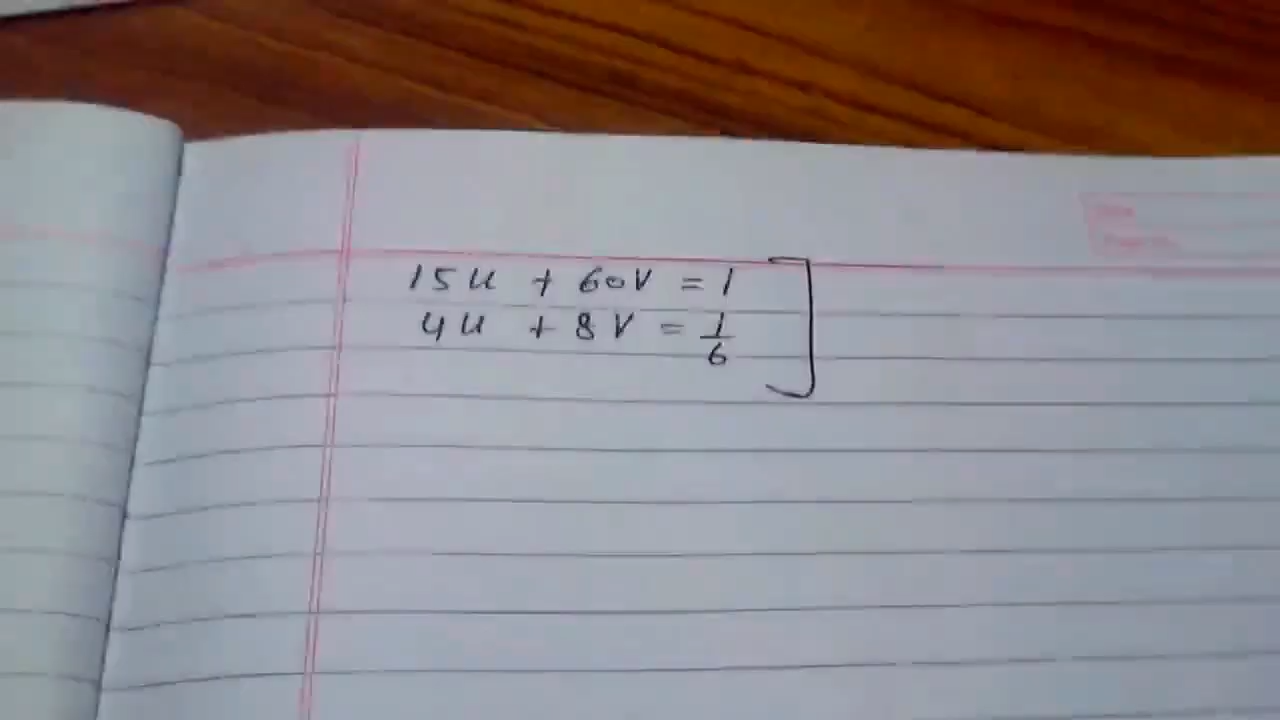 15u + 60V = 1
4u + 8V = 1/6